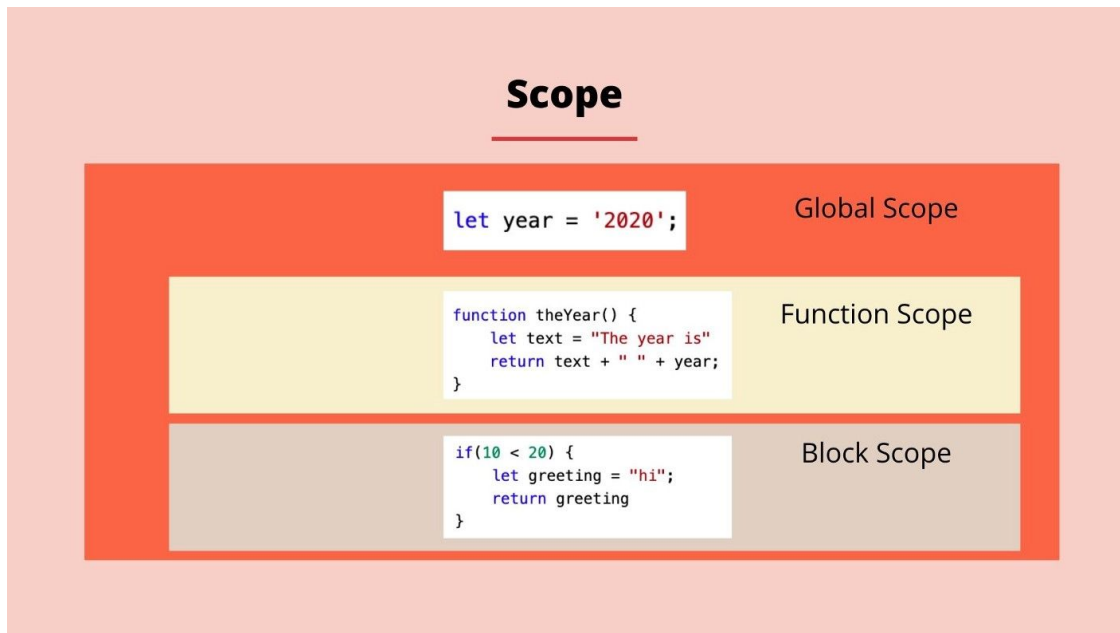 Scope
let year = '2020';
Global Scope
function theYear() {
    let text = "The year is"
    return text + " " + year;
}
Function Scope
if(10 < 20) {
    let greeting = "hi";
    return greeting
}
Block Scope